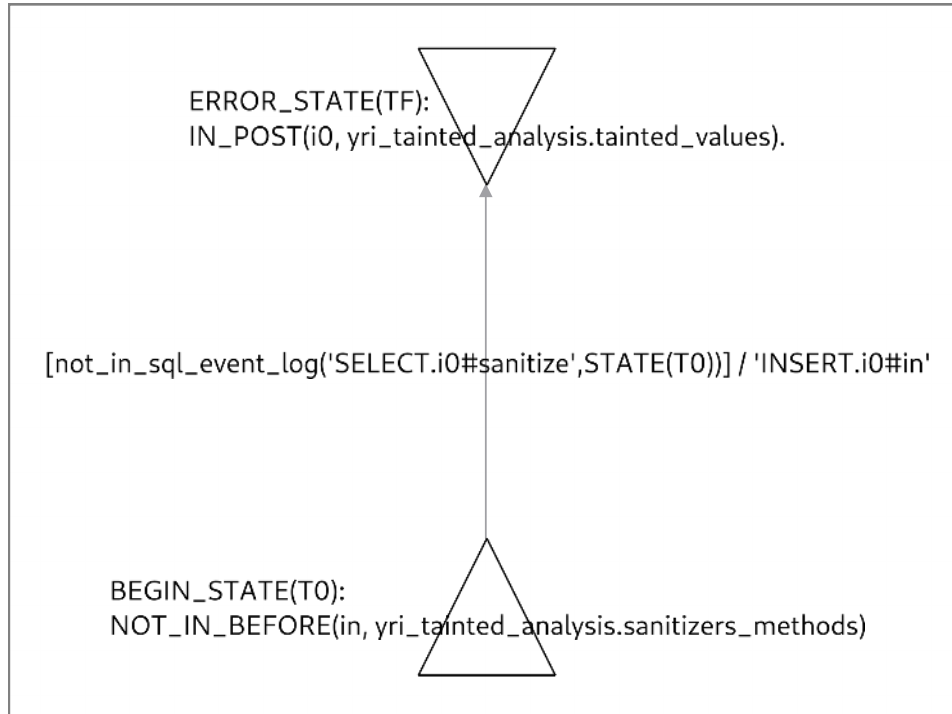 ERROR_STATE(TF):
IN_POST(i0, yri_tainted_analysis.tainted_values).
[not_in_sql_event_log('SELECT.i0#sanitize',STATE(T0))] / 'INSERT.i0#in'
BEGIN_STATE(T0):
NOT_IN_BEFORE(in, yri_tainted_analysis.sanitizers_methods)